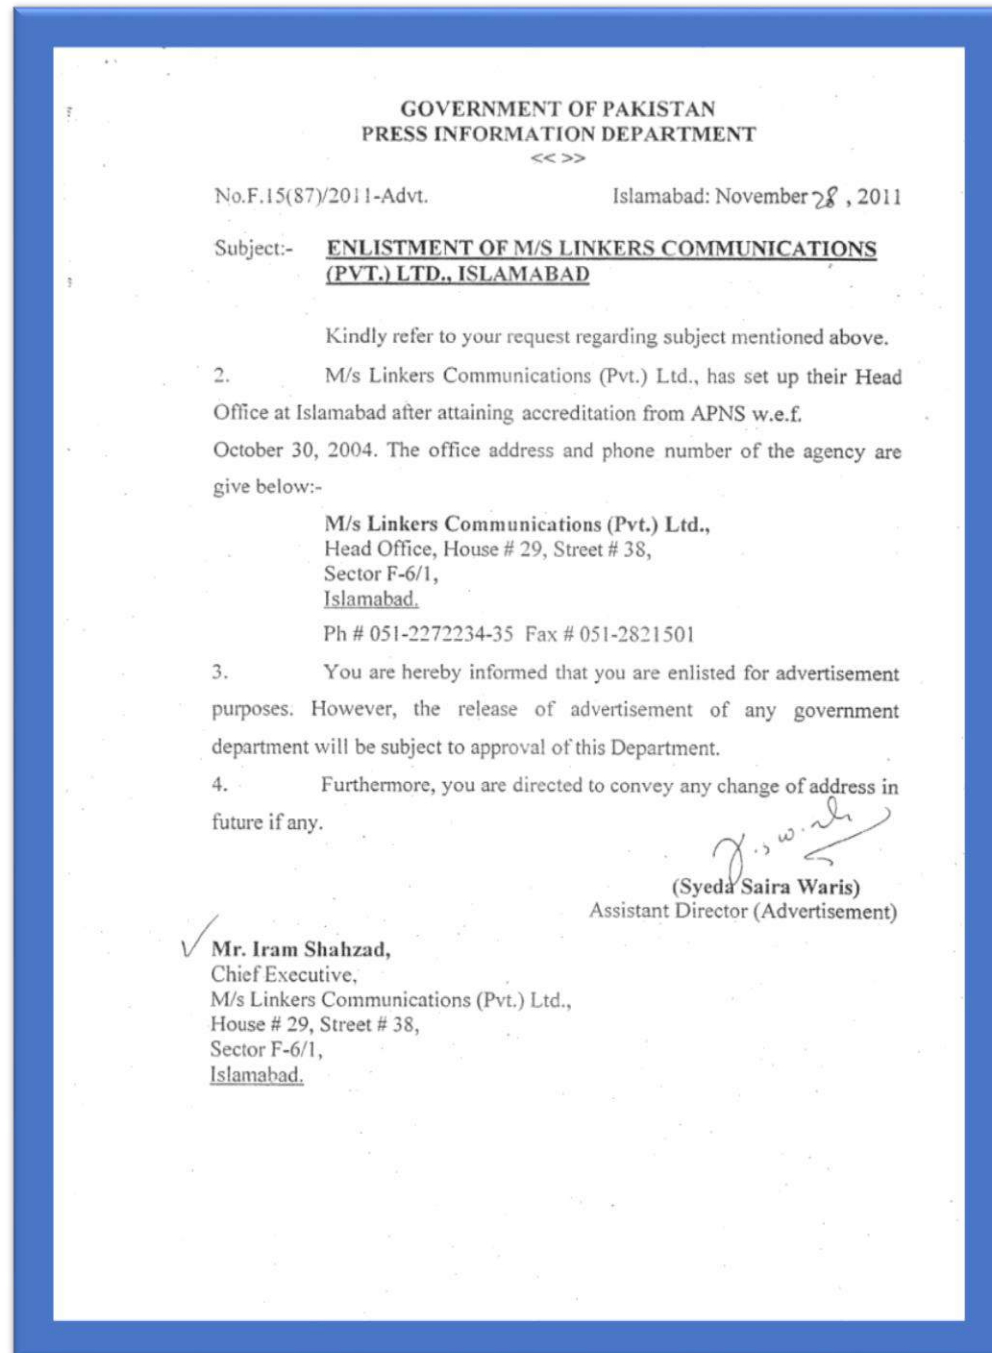 GOVERNMENT OF PAKISTAN
PRESS INFORMATION DEPARTMENT
<< >>
No.F.15(87)/2011-Advt. Islamabad: November 28, 2011
Subject:- ENLISTMENT OF M/S LINKERS COMMUNICATIONS
(PVT.) LTD., ISLAMABAD
Kindly refer to your request regarding subject mentioned above.
2. M/s Linkers Communications (Pvt.) Ltd., has set up their Head
Office at Islamabad after attaining accreditation from APNS w.e.f.
October 30, 2004. The office address and phone number of the agency are
give below:-
M/s Linkers Communications (Pvt.) Ltd.,
Head Office, House # 29, Street # 38,
Sector F-6/1,
Islamabad.
Ph # 051-2272234-35 Fax # 051-2821501
3. You are hereby informed that you are enlisted for advertisement
purposes. However, the release of advertisement of any government
department will be subject to approval of this Department.
4. Furthermore, you are directed to convey any change of address in
future if any.
(Syeda Saira Waris)
Assistant Director (Advertisement)
Mr. Iram Shahzad,
Chief Executive,
M/s Linkers Communications (Pvt.) Ltd.,
House # 29, Street # 38,
Sector F-6/1,
Islamabad.